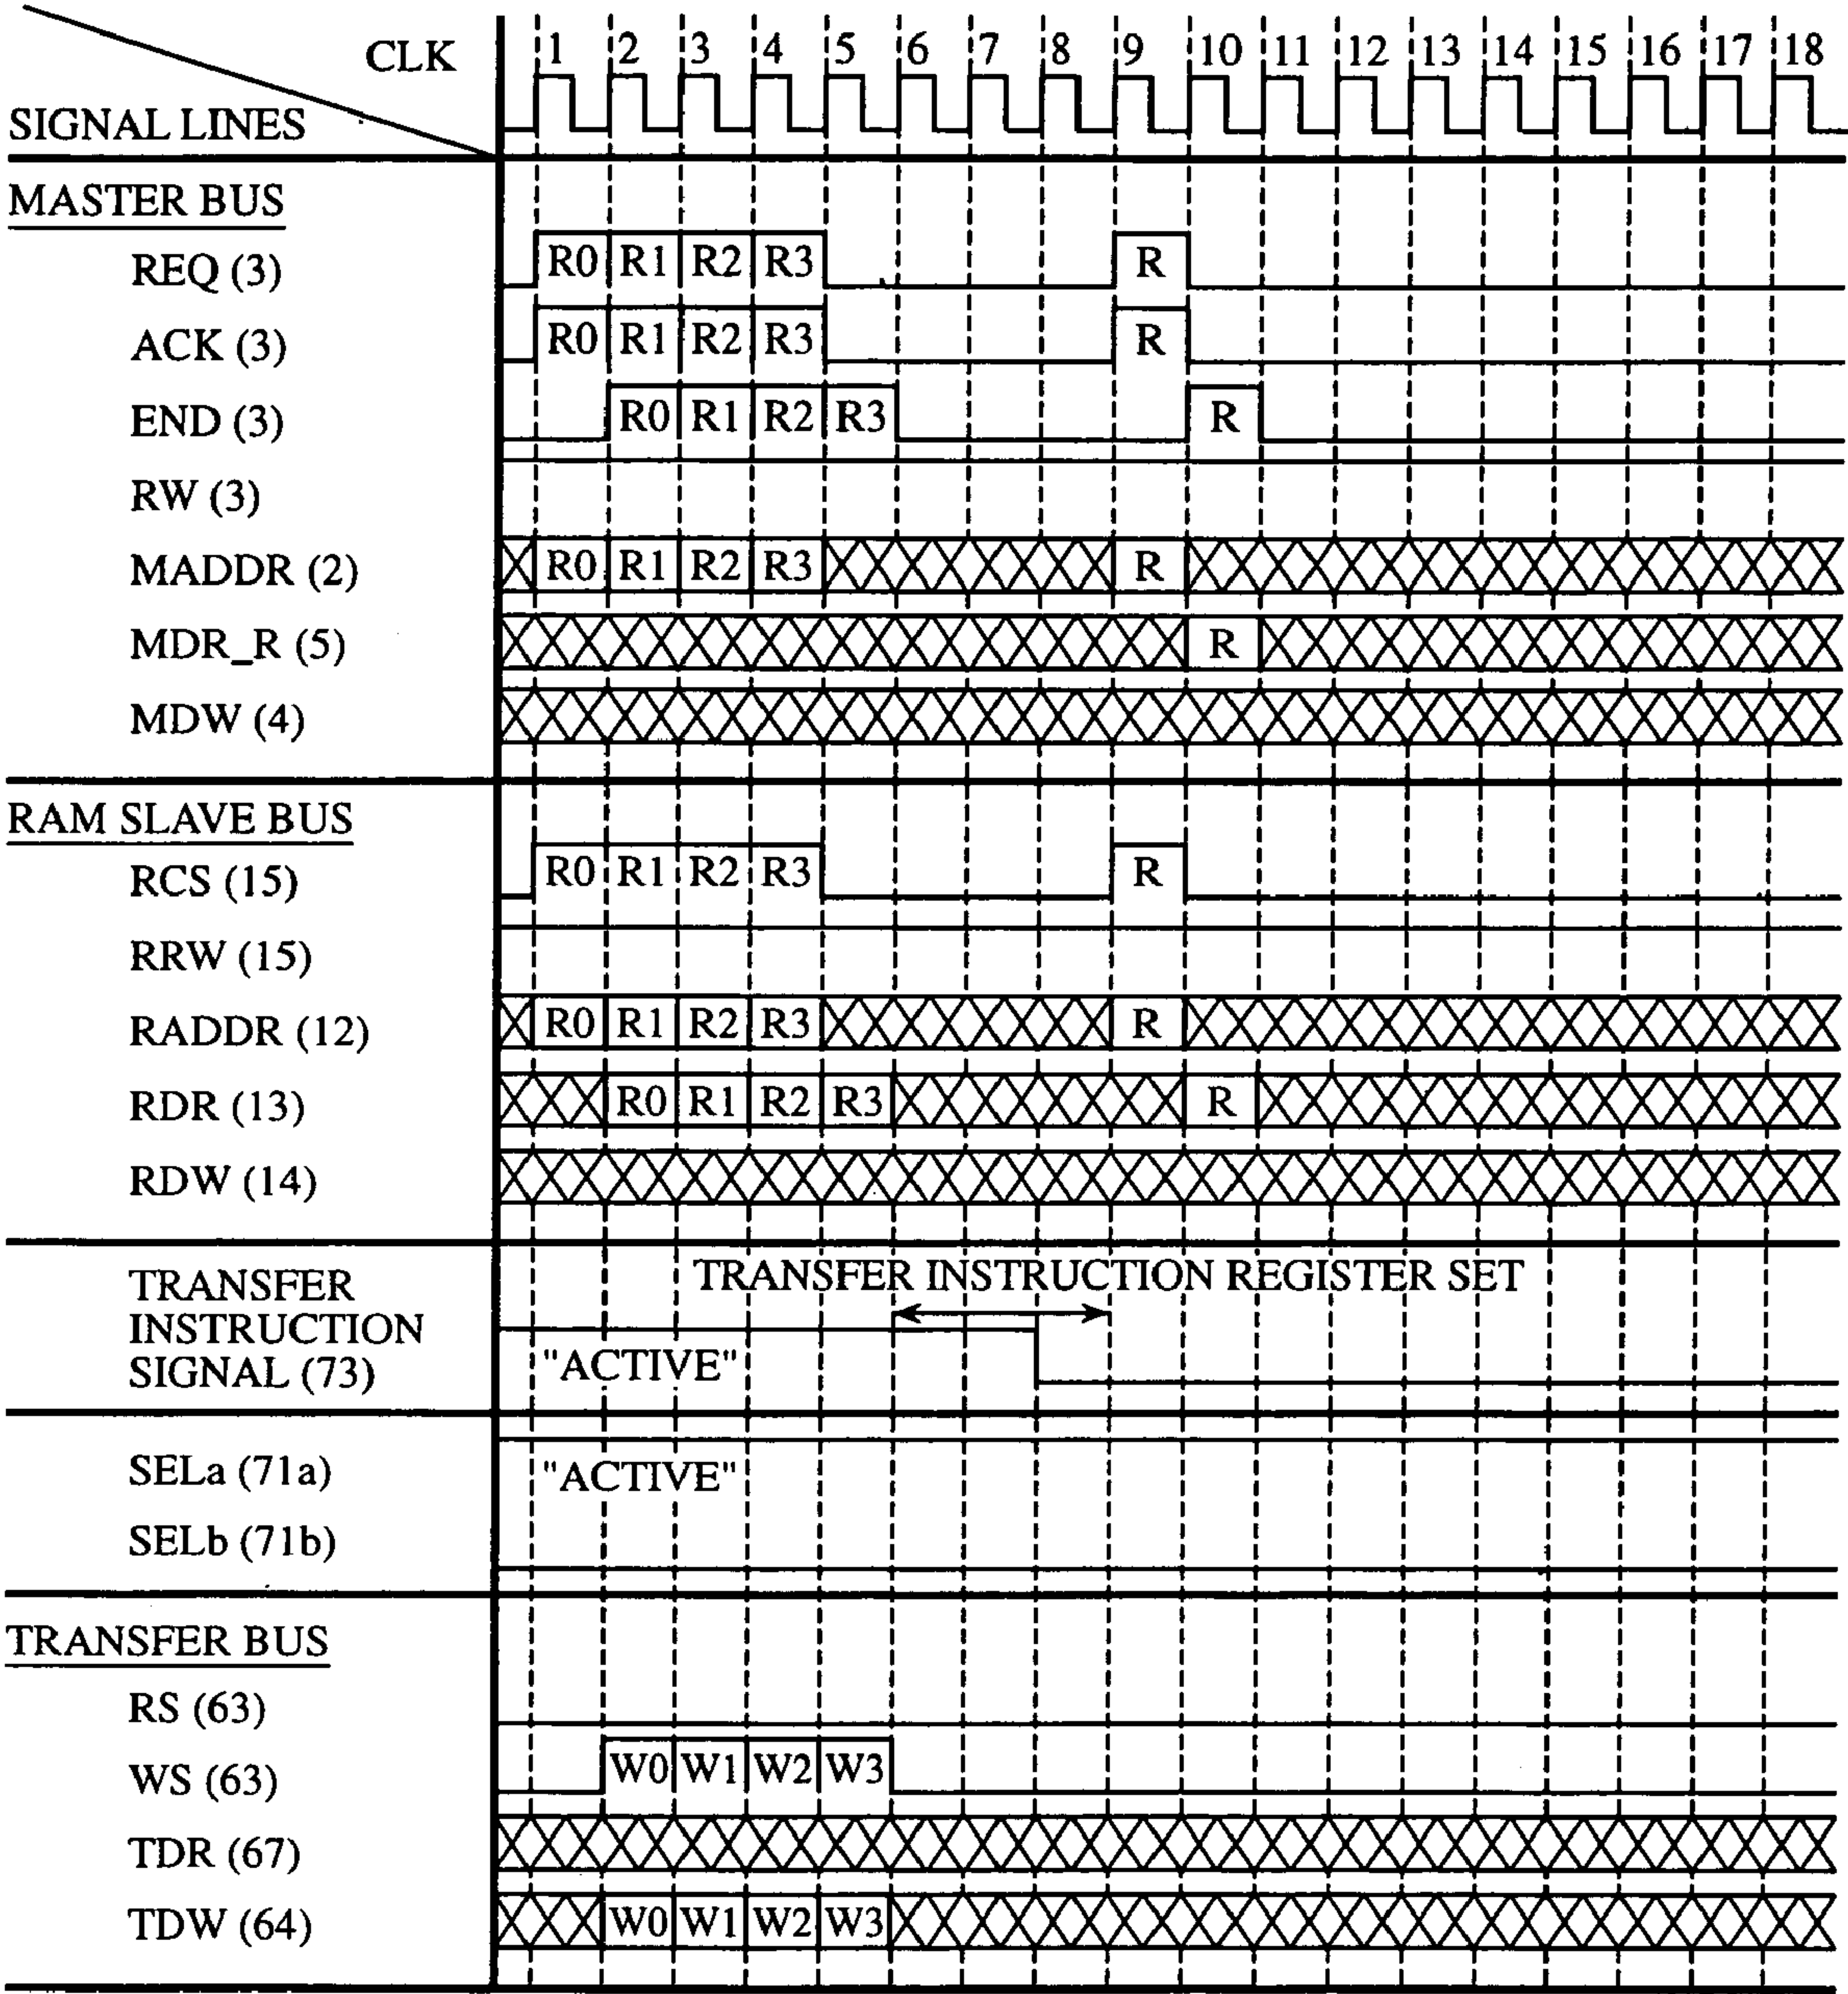 CLK 1 2 3 4 5 6 7 8 9 10 11 12 13 14 15 16 17 18
SIGNAL LINES
MASTER BUS
REQ (3) R0 R1 R2 R3 R
ACK (3) R0 R1 R2 R3 R
END (3) R0 R1 R2 R3 R
RW (3)
MADDR (2) R0 R1 R2 R3 R
MDR_R (5) R
MDW (4)
RAM SLAVE BUS
RCS (15) R0 R1 R2 R3 R
RRW (15)
RADDR (12) R0 R1 R2 R3 R
RDR (13) R0 R1 R2 R3 R
RDW (14)
TRANSFER INSTRUCTION REGISTER SET
TRANSFER
INSTRUCTION
SIGNAL (73) "ACTIVE"
SELa (71a) "ACTIVE"
SELb (71b)
TRANSFER BUS
RS (63)
WS (63) W0 W1 W2 W3
TDR (67)
TDW (64) W0 W1 W2 W3